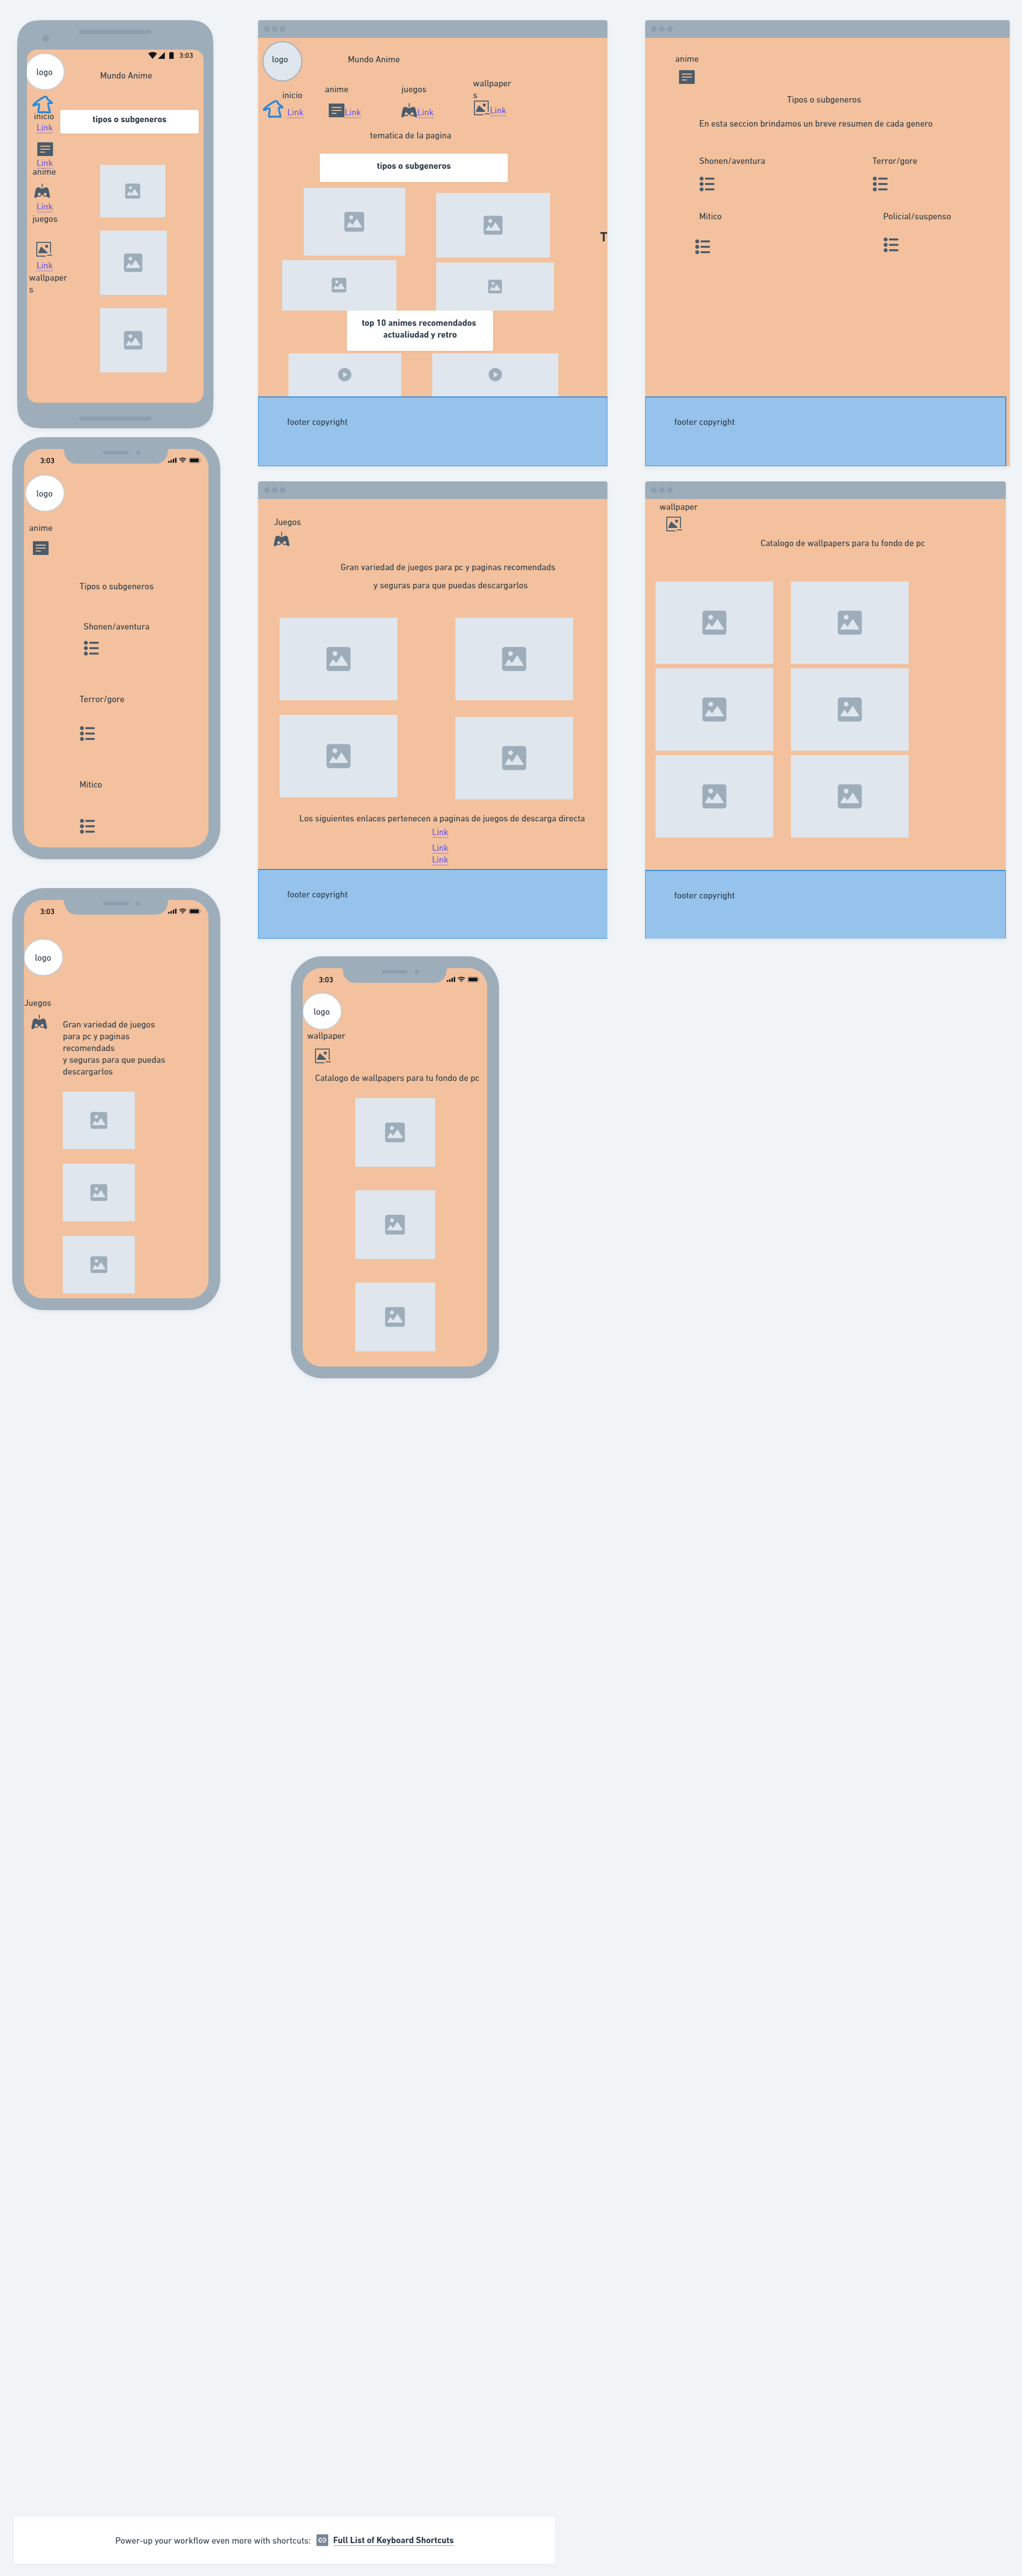 3:03
logo
Mundo Anime
inicio
Link
tipos o subgeneros
Link
anime
Link
juegos
Link
wallpaper
s
logo
Mundo Anime
inicio
Link
anime
Link
juegos
Link
wallpaper
s
Link
tematica de la pagina
tipos o subgeneros
T
top 10 animes recomendados
actualiudad y retro
footer copyright
anime
Tipos o subgeneros
En esta seccion brindamos un breve resumen de cada genero
Shonen/aventura
Terror/gore
Mitico
Policial/suspenso
footer copyright
3:03
logo
anime
Tipos o subgeneros
Shonen/aventura
Terror/gore
Mitico
Juegos
Gran variedad de juegos para pc y paginas recomendads
y seguras para que puedas descargarlos
Los siguientes enlaces pertenecen a paginas de juegos de descarga directa
Link
Link
Link
footer copyright
wallpaper
Catalogo de wallpapers para tu fondo de pc
footer copyright
3:03
logo
Juegos
Gran variedad de juegos
para pc y paginas
recomendads
y seguras para que puedas
descargarlos
3:03
logo
wallpaper
Catalogo de wallpapers para tu fondo de pc
Power-up your workflow even more with shortcuts: Full List of Keyboard Shortcuts